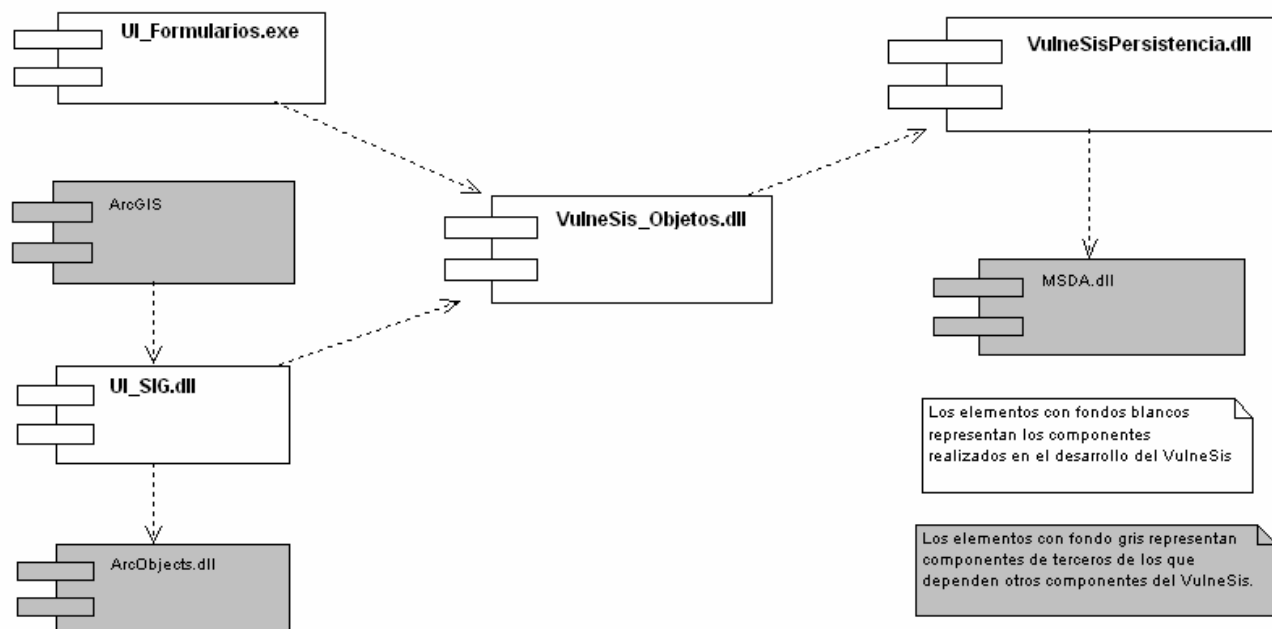 UI_Formularios.exe
VulneSisPersistencia.dll
ArcGIS
VulneSis_Objetos.dll
MSDA.dll
UI_SIG.dll
Los elementos con fondos blancos
representan los componentes
realizados en el desarrollo del VulneSis
ArcObjects.dll
Los elementos con fondo gris representan
componentes de terceros de los que
dependen otros componentes del VulneSis.